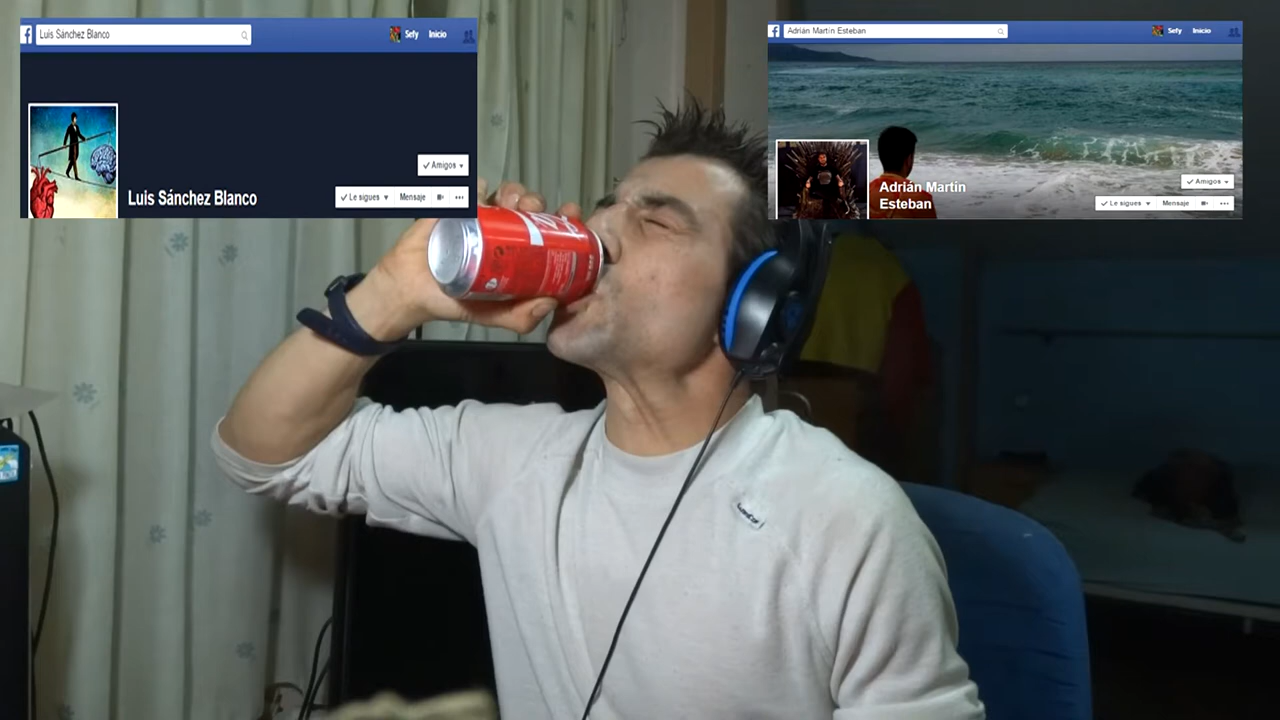 Luis Sánchez Blanco
Sefy Inicio
✓ Amigos
Luis Sánchez Blanco
✓ Le sigues Mensaje
Adrián Martín Esteban
Sefy Inicio
✓ Amigos
Adrián Martín
Esteban
✓ Le sigues Mensaje